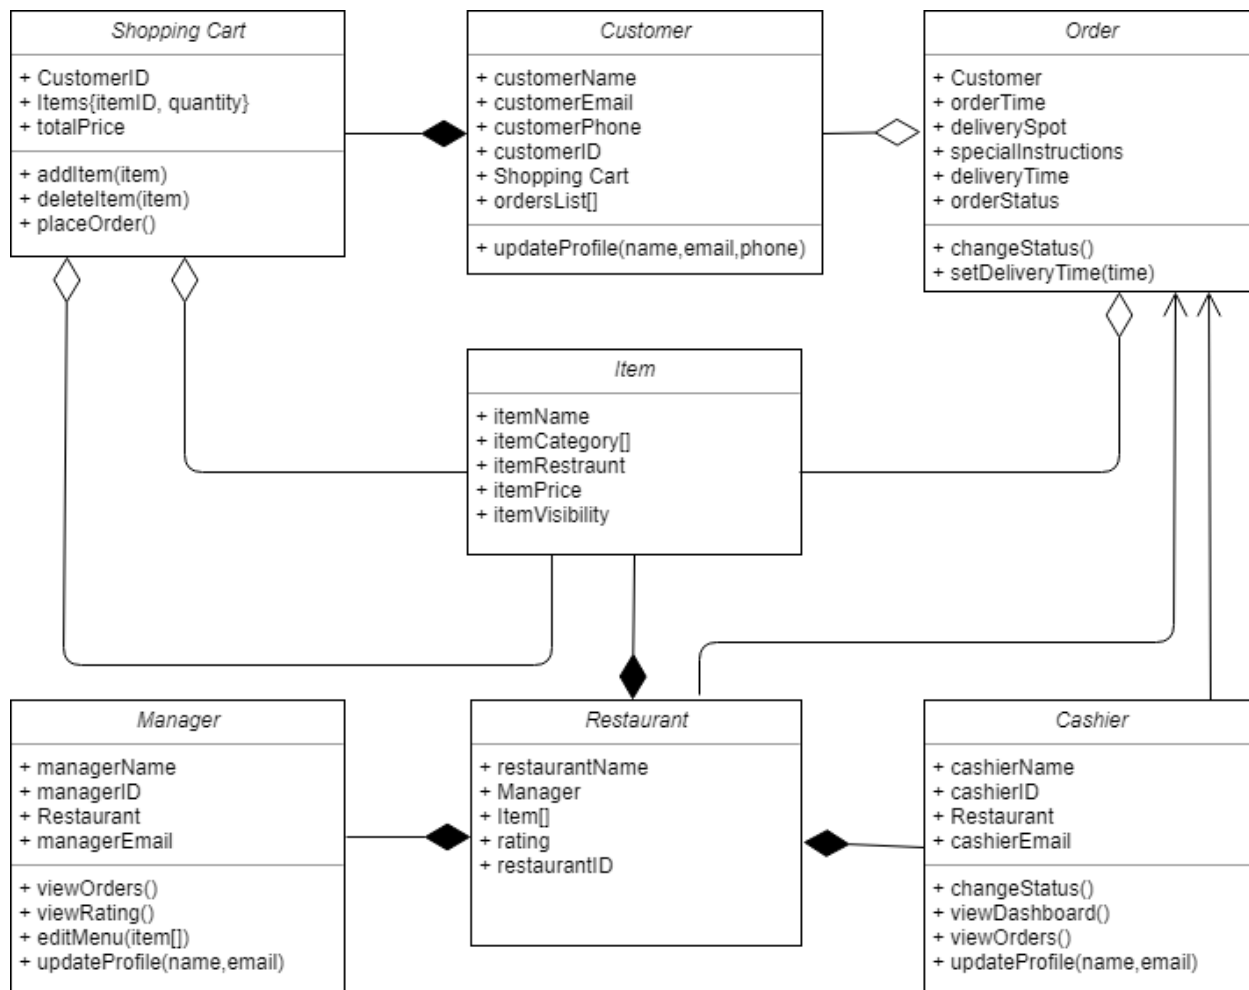 Shopping Cart
+ CustomerID
+ Items{itemID, quantity}
+ totalPrice
+ addItem(item)
+ deleteItem(item)
+ placeOrder()
Customer
+ customerName
+ customerEmail
+ customerPhone
+ customerID
+ Shopping Cart
+ ordersList[]
+ updateProfile(name,email,phone)
Order
+ Customer
+ orderTime
+ deliverySpot
+ specialInstructions
+ deliveryTime
+ orderStatus
+ changeStatus()
+ setDeliveryTime(time)
Item
+ itemName
+ itemCategory[]
+ itemRestraunt
+ itemPrice
+ itemVisibility
Manager
+ managerName
+ managerID
+ Restaurant
+ managerEmail
+ viewOrders()
+ viewRating()
+ editMenu(item[])
+ updateProfile(name,email)
Restaurant
+ restaurantName
+ Manager
+ Item[]
+ rating
+ restaurantID
Cashier
+ cashierName
+ cashierID
+ Restaurant
+ cashierEmail
+ changeStatus()
+ viewDashboard()
+ viewOrders()
+ updateProfile(name,email)